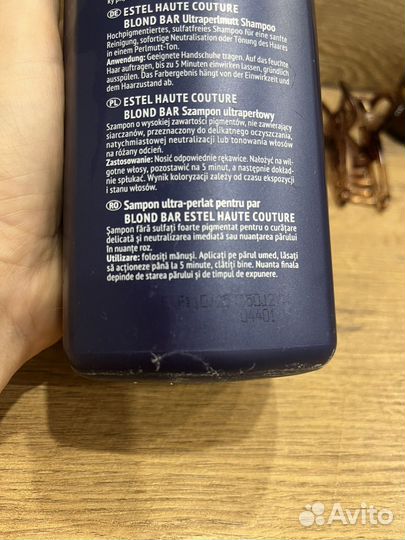 DE ESTEL HAUTE COUTURE
BLOND BAR Ultraperlmutt Shampoo
Hochpigmentiertes, sulfatfreies Shampoo für eine sanfte
Reinigung, sofortige Neutralisation oder Tönung des Haares
in einem Perlmutt-Ton.
Anwendung: Geeignete Handschuhe tragen. Auf das feuchte
Haar auftragen, bis zu 5 Minuten einwirken lassen, gründlich
ausspülen. Das Farbergebnis hängt von der Einwirkzeit und
dem Haarzustand ab.
PL ESTEL HAUTE COUTURE
BLOND BAR Szampon ultraperłowy
Szampon o wysokiej zawartości pigmentów, nie zawierający
siarczanów, przeznaczony do delikatnego oczyszczania,
natychmiastowej neutralizacji lub tonowania włosów
na różany odcień.
Zastosowanie: Nosić odpowiednie rękawice. Nałożyć na wil-
gotne włosy, pozostawić na 5 minut, a następnie dokład-
nie spłukać. Wynik koloryzacji zależy od czasu ekspozycji
i stanu włosów.
RO Șampon ultra-perlat pentru par
BLOND BAR ESTEL HAUTE COUTURE
Șampon fără sulfați foarte pigmentat pentru o curățare
delicată și neutralizarea imediată sau nuanțarea părului
în nuanțe roz.
Utilizare: folosiți mănuși. Aplicați pe părul umed, lăsați
să acționeze până la 5 minute, clătiți bine. Nuanța finala
depinde de starea părului și de timpul de expunere.
04401
Avito